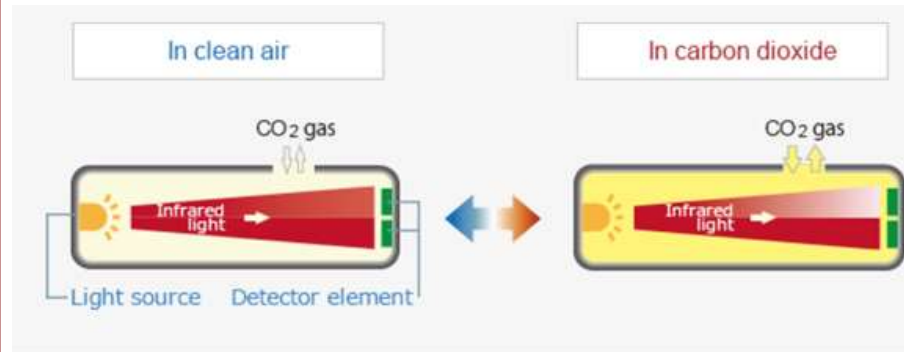 In clean air
In carbon dioxide
CO2 gas
CO2 gas
Infrared
light
Infrared
light
Light source
Detector element